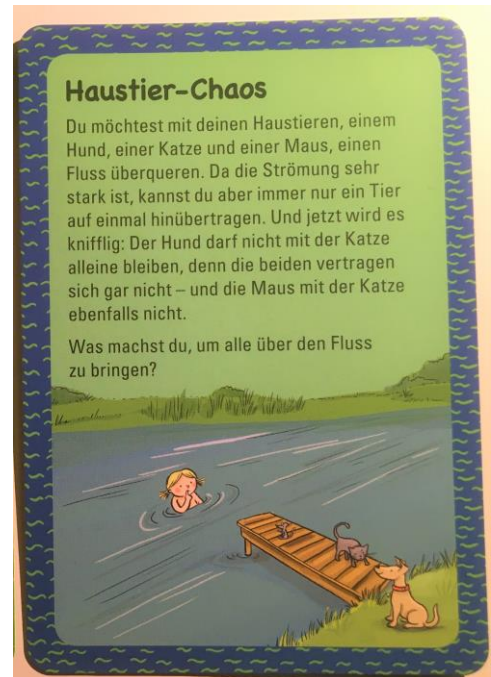 Haustier-Chaos
Du möchtest mit deinen Haustieren, einem
Hund, einer Katze und einer Maus, einen
Fluss überqueren. Da die Strömung sehr
stark ist, kannst du aber immer nur ein Tier
auf einmal hinübertragen. Und jetzt wird es
knifflig: Der Hund darf nicht mit der Katze
alleine bleiben, denn die beiden vertragen
sich gar nicht – und die Maus mit der Katze
ebenfalls nicht.
Was machst du, um alle über den Fluss
zu bringen?